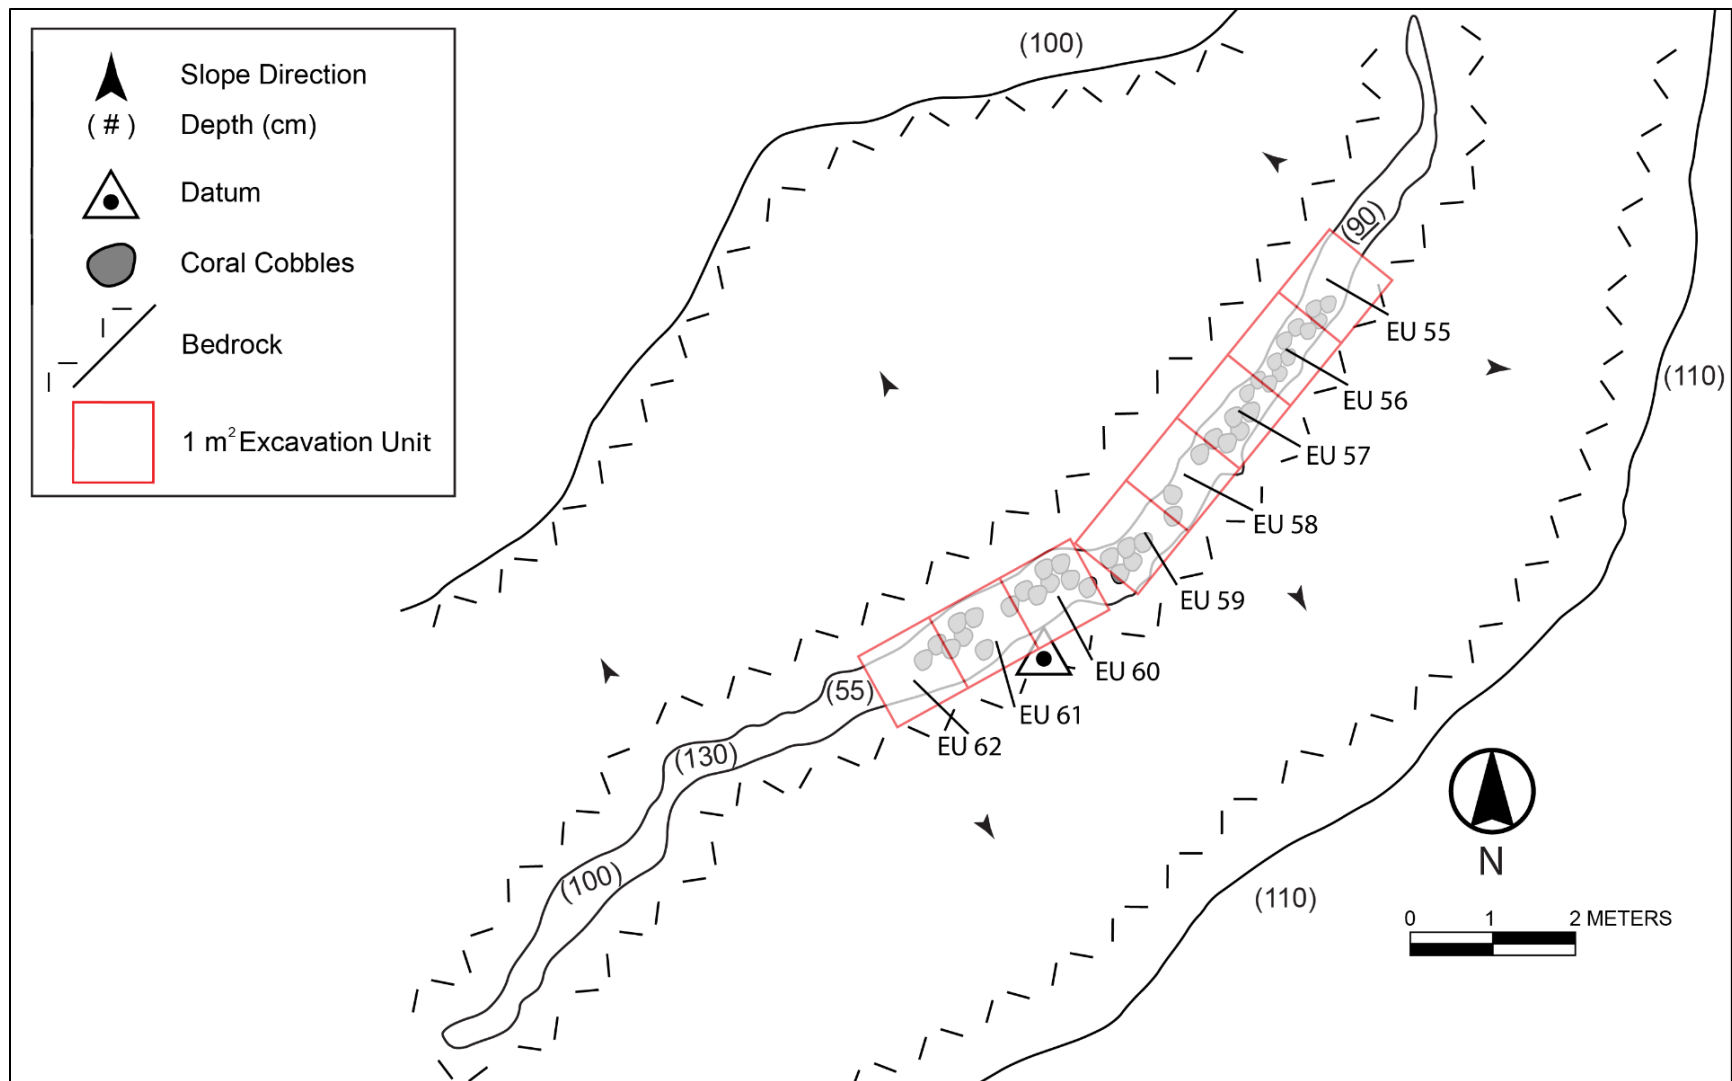 Slope Direction
( # ) Depth (cm)
Datum
Coral Cobbles
Bedrock
1 m² Excavation Unit
(100)
(90)
EU 55
(110)
EU 56
EU 57
EU 58
EU 59
EU 60
(55)
EU 61
EU 62
(130)
(100)
(110)
N
0 1 2 METERS